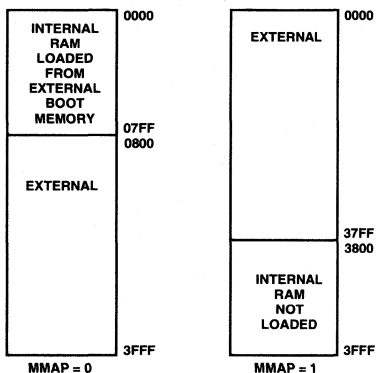 INTERNAL
RAM
LOADED
FROM
EXTERNAL
BOOT
MEMORY
0000
07FF
0800
EXTERNAL
3FFF
MMAP = 0
EXTERNAL
0000
37FF
3800
INTERNAL
RAM
NOT
LOADED
3FFF
MMAP = 1